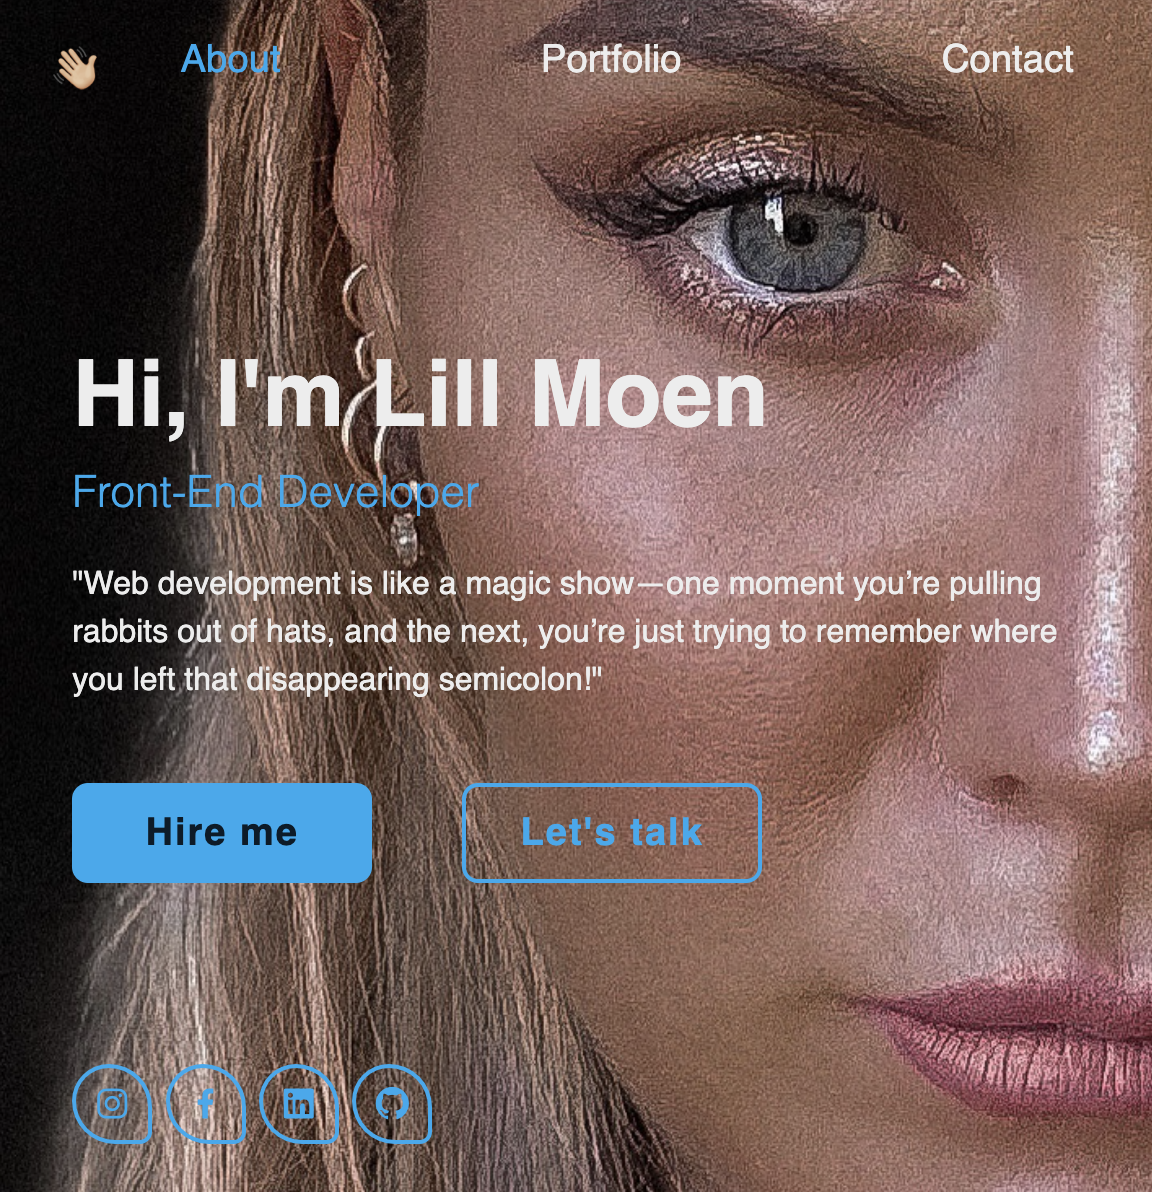 About Portfolio Contact
Hi, I'm Lill Moen
Front-End Developer
"Web development is like a magic show—one moment you’re pulling
rabbits out of hats, and the next, you’re just trying to remember where
you left that disappearing semicolon!"
Hire me Let's talk